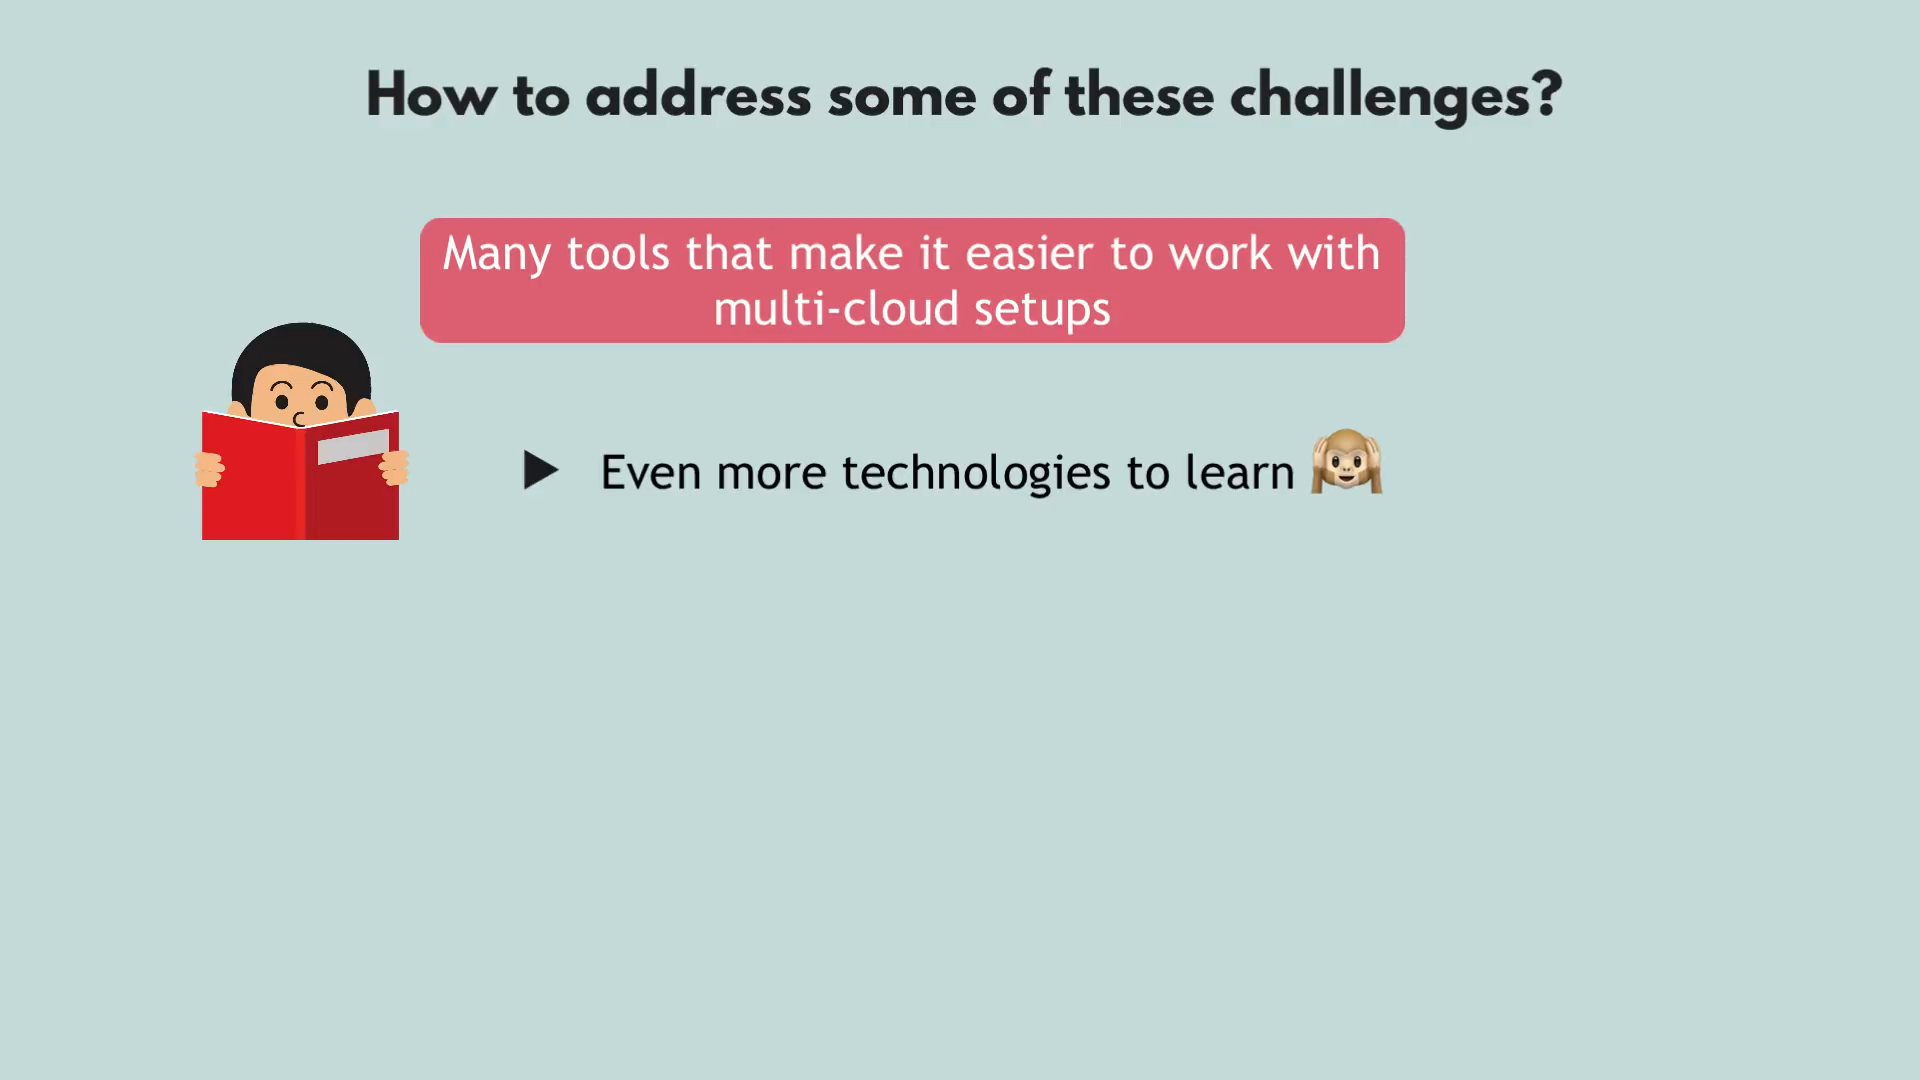 How to address some of these challenges?
Many tools that make it easier to work with
multi-cloud setups
Even more technologies to learn